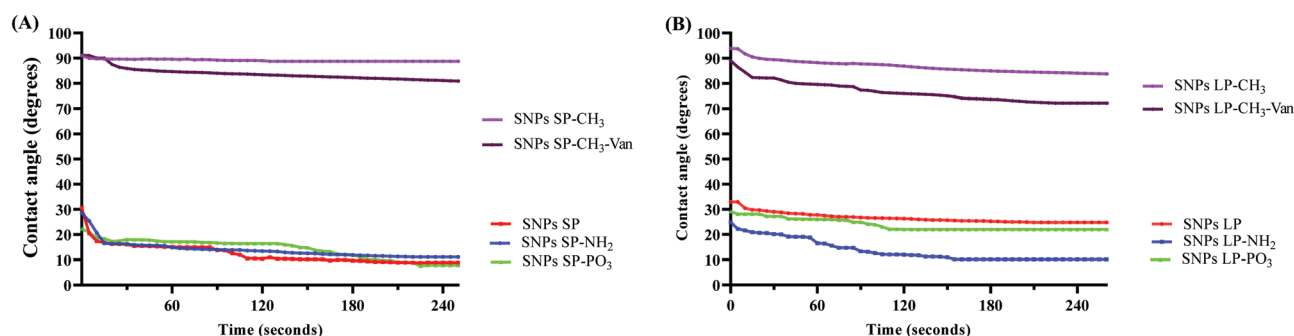 (A)
100
90
80
70
60
50
40
30
20
10
0
Contact angle (degrees)
60
120
180
240
Time (seconds)
SNPs SP-CH₃
SNPs SP-CH₃-Van
SNPs SP
SNPs SP-NH₂
SNPs SP-PO₃
(B)
100
90
80
70
60
50
40
30
20
10
0
Contact angle (degrees)
0
60
120
180
240
Time (seconds)
SNPs LP-CH₃
SNPs LP-CH₃-Van
SNPs LP
SNPs LP-NH₂
SNPs LP-PO₃